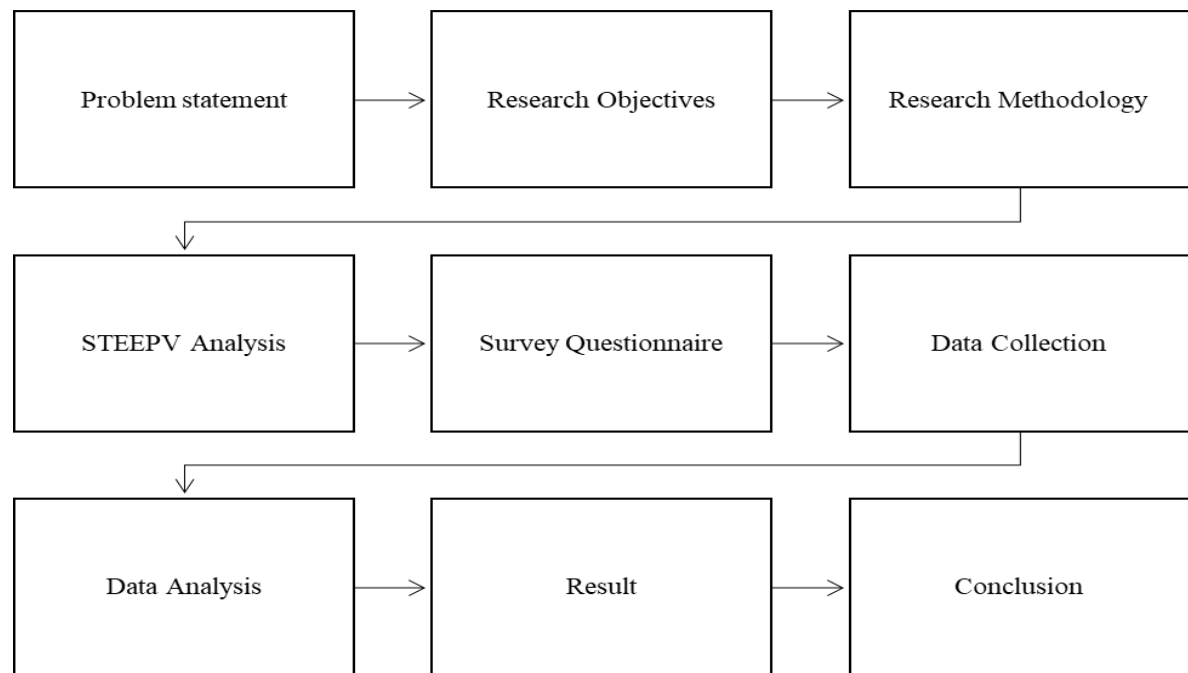 Problem statement
Research Objectives
Research Methodology
STEEPV Analysis
Survey Questionnaire
Data Collection
Data Analysis
Result
Conclusion